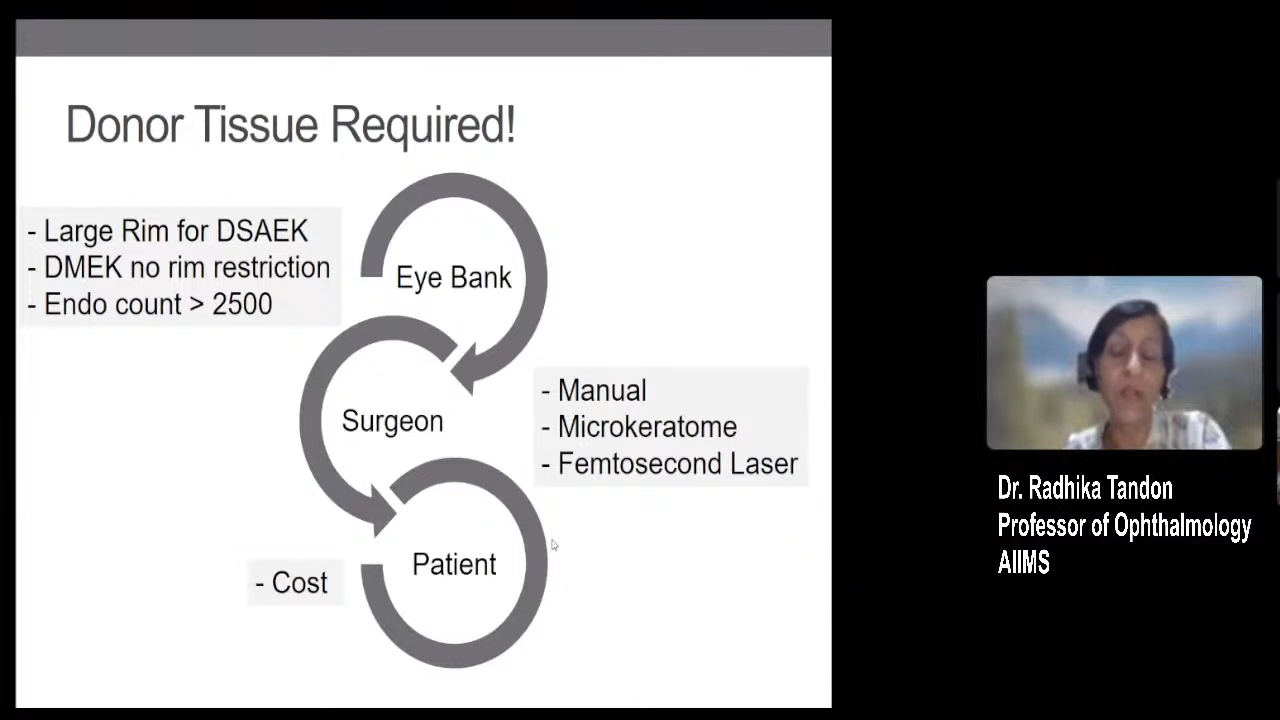 Donor Tissue Required!
- Large Rim for DSAEK
- DMEK no rim restriction
- Endo count > 2500
Eye Bank
Surgeon
- Manual
- Microkeratome
- Femtosecond Laser
Patient
- Cost
Dr. Radhika Tandon
Professor of Ophthalmology
AIIMS